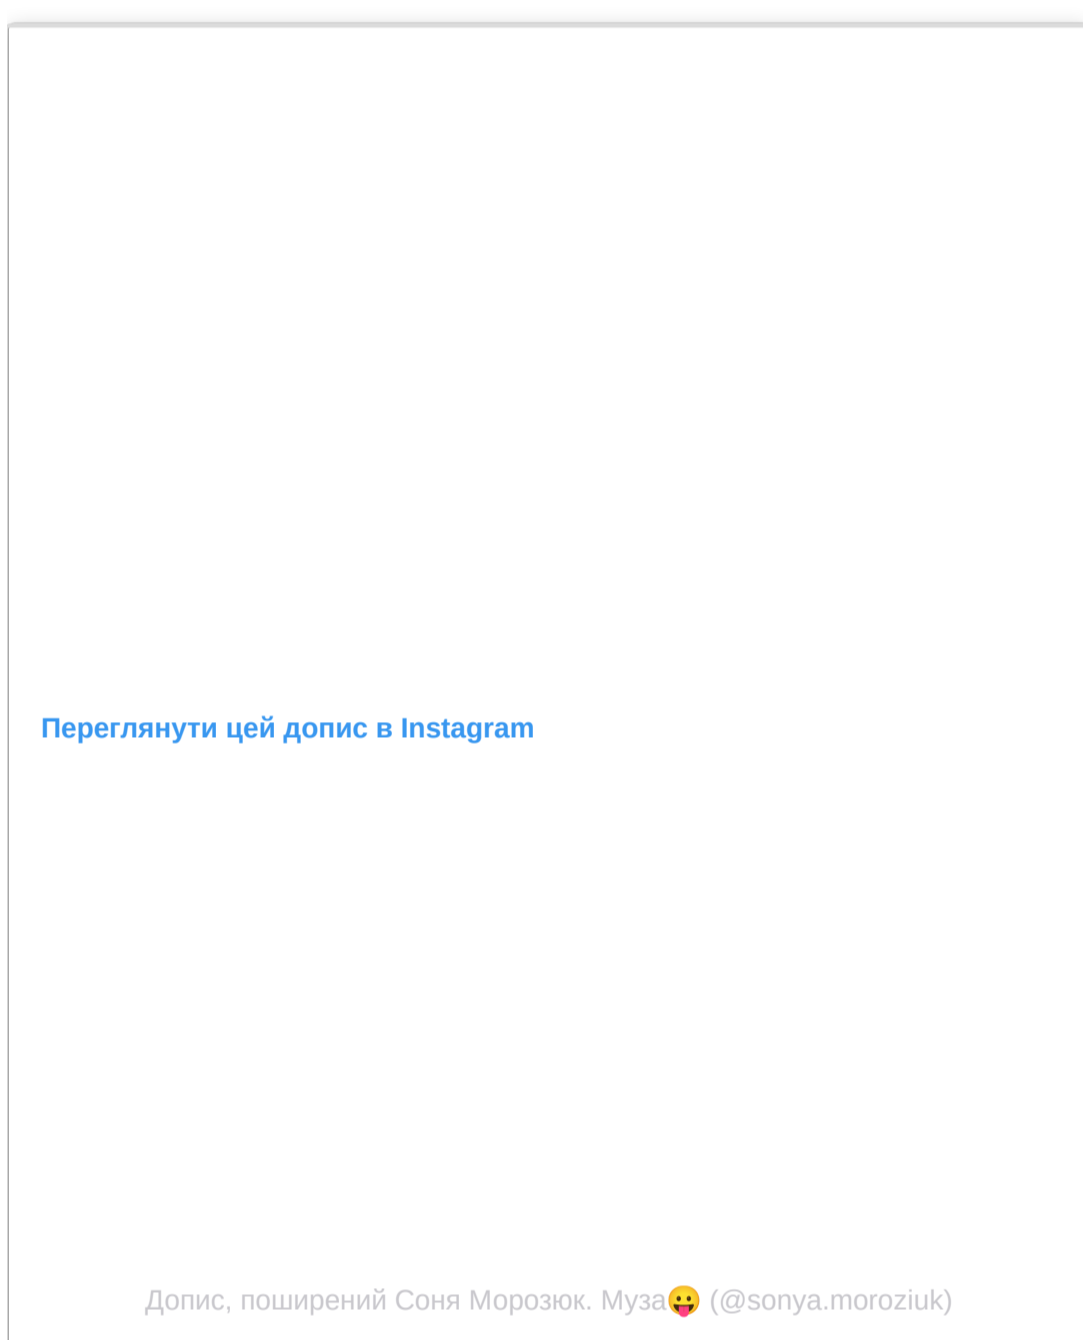 Переглянути цей допис в Instagram
Допис, поширений Соня Морозюк. Муза😛 (@sonya.moroziuk)